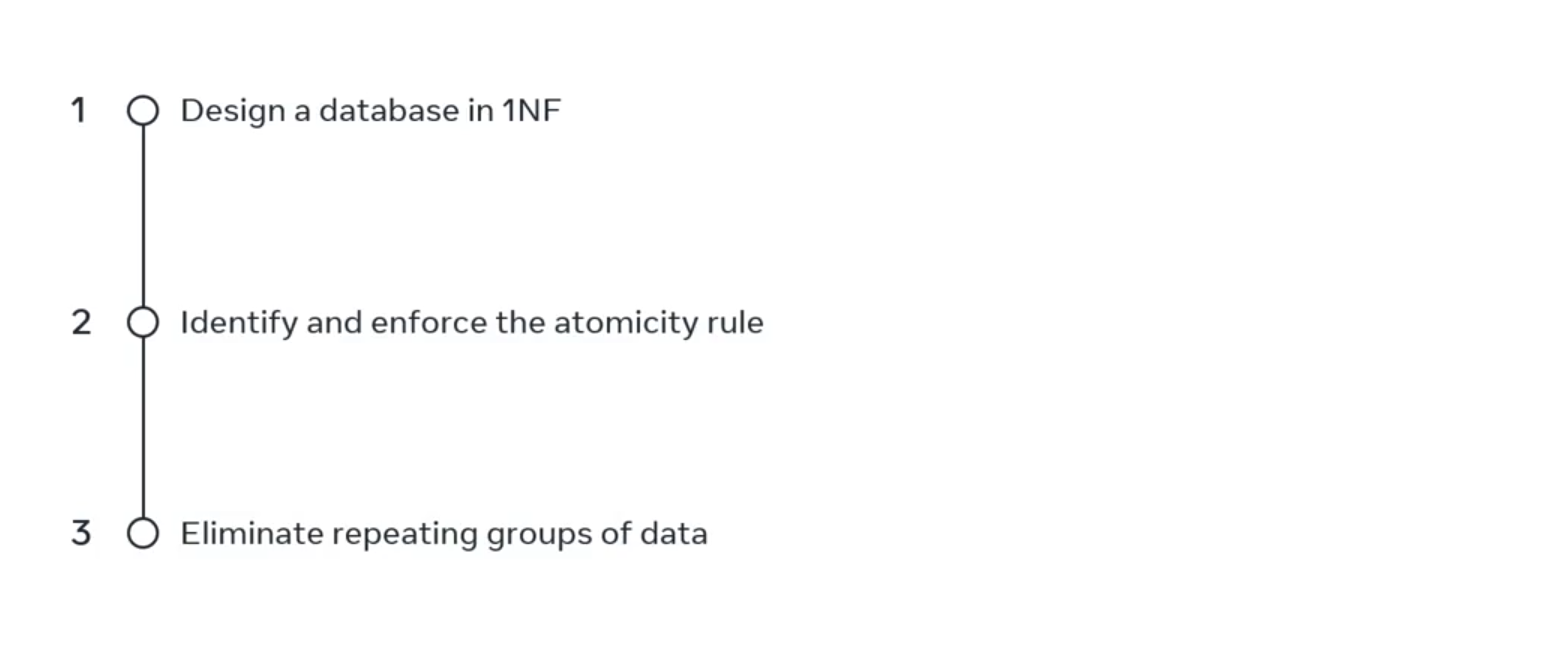 1 Design a database in 1NF
2 Identify and enforce the atomicity rule
3 Eliminate repeating groups of data